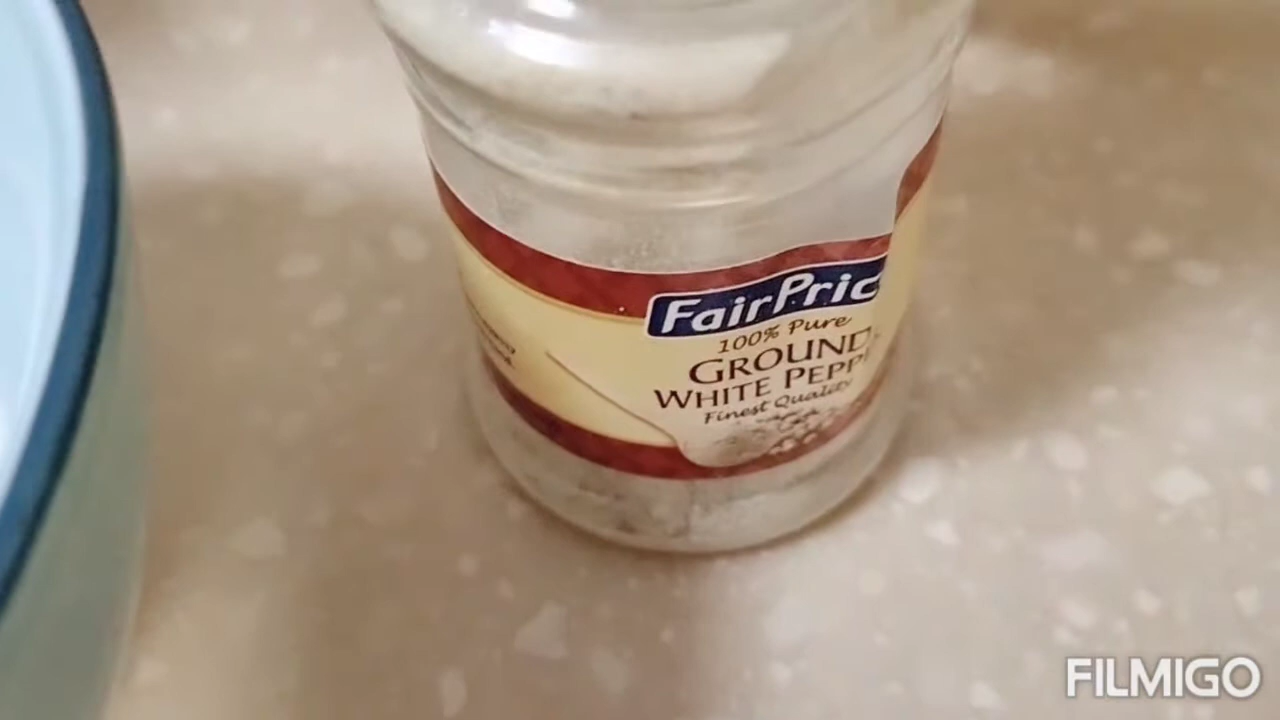 FairPric
100% Pure
GROUND
WHITE PEPP
Finest Quality
FILMIGO